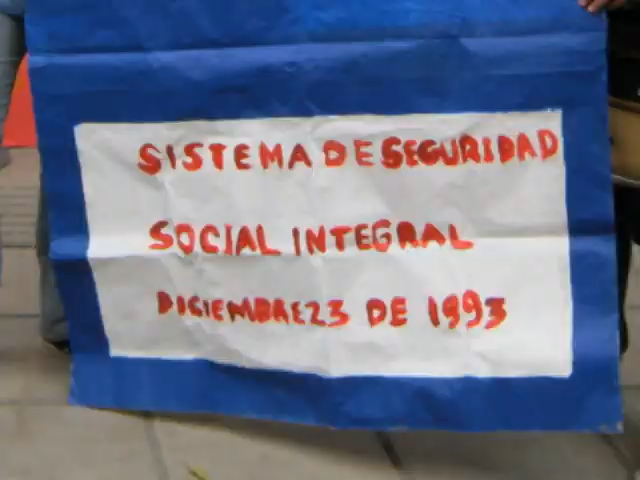 SISTEMA DE SEGURIDAD
SOCIAL INTEGRAL
DICIEMBRE 23 DE 1993